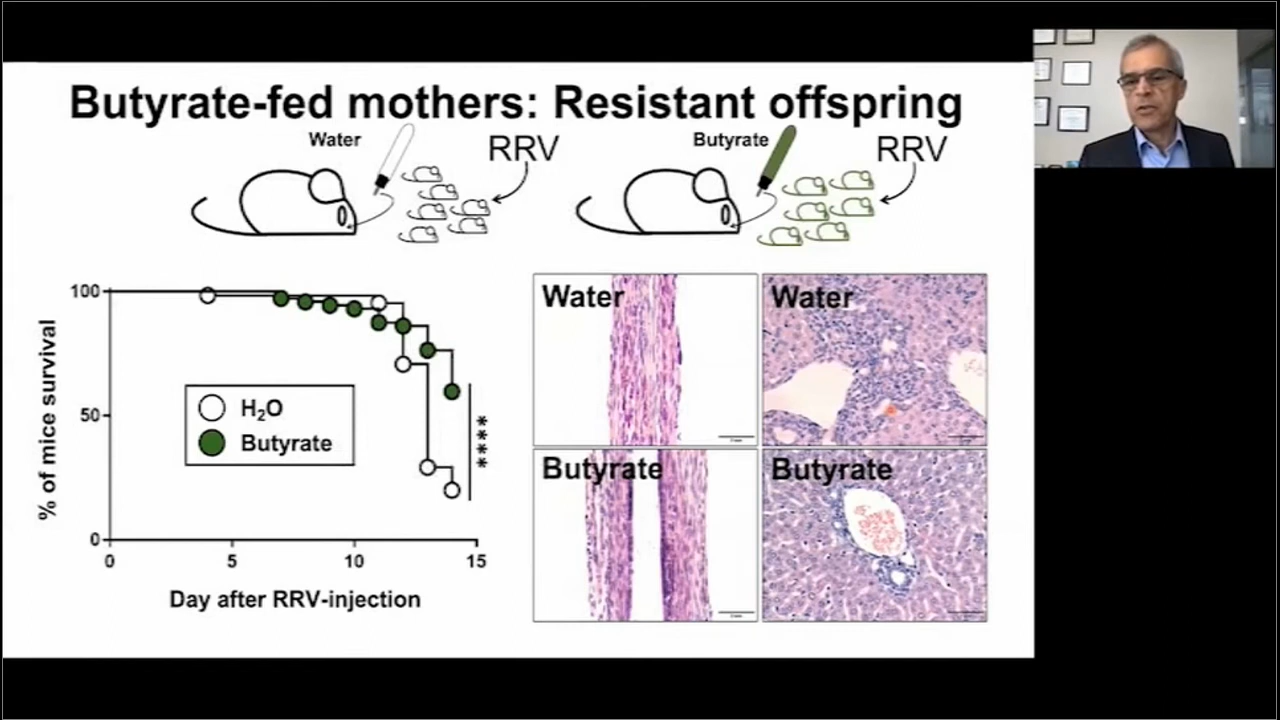 Butyrate-fed mothers: Resistant offspring
Water
RRV
Butyrate
RRV
% of mice survival
100
50
0
H₂O
Butyrate
****
0
5
10
15
Day after RRV-injection
Water
Water
Butyrate
Butyrate